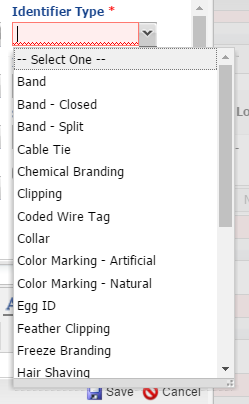 Identifier Type *
-- Select One --
Band
Band - Closed
Band - Split
Cable Tie
Chemical Branding
Clipping
Coded Wire Tag
Collar
Color Marking - Artificial
Color Marking - Natural
Egg ID
Feather Clipping
Freeze Branding
Hair Shaving
Save Cancel